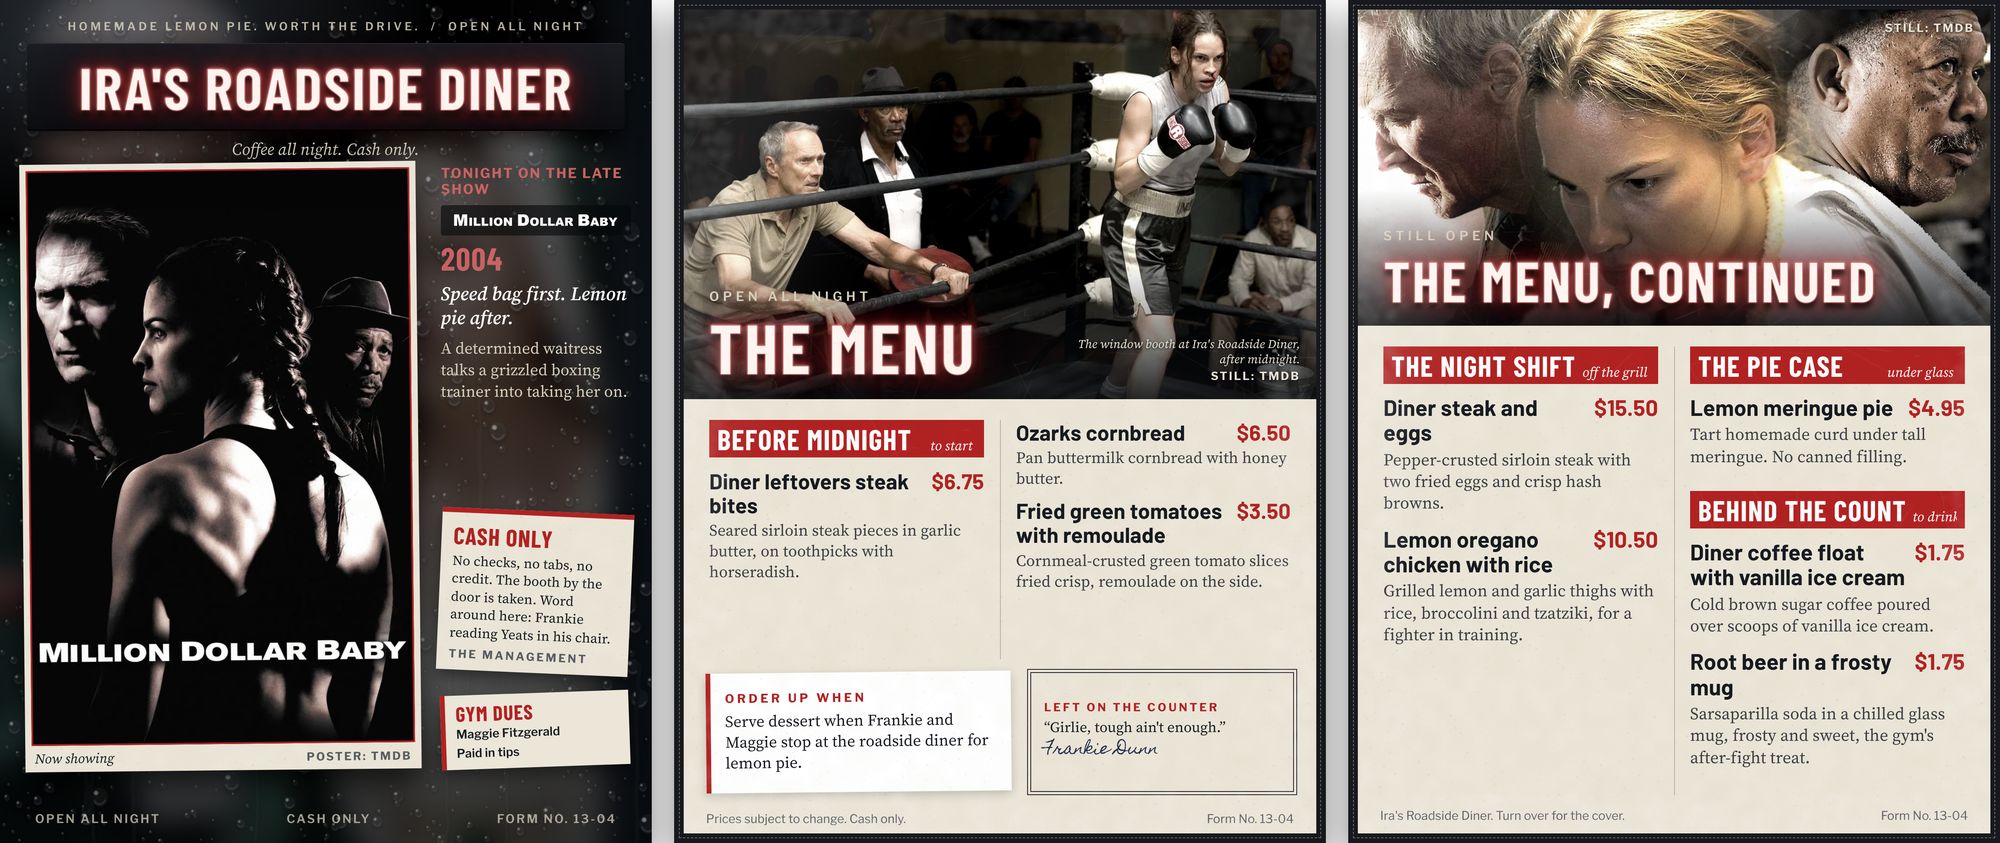 HOMEMADE LEMON PIE. WORTH THE DRIVE. / OPEN ALL NIGHT
IRA'S ROADSIDE DINER
Coffee all night. Cash only.
MILLION DOLLAR BABY
Now showing
POSTER: TMDB
TONIGHT ON THE LATE
SHOW
MILLION DOLLAR BABY
2004
Speed bag first. Lemon
pie after.
A determined waitress
talks a grizzled boxing
trainer into taking her on.
CASH ONLY
No checks, no tabs, no
credit. The booth by the
door is taken. Word
around here: Frankie
reading Yeats in his chair.
THE MANAGEMENT
GYM DUES
Maggie Fitzgerald
Paid in tips
OPEN ALL NIGHT
CASH ONLY
FORM NO. 13-04
OPEN ALL NIGHT
THE MENU
The window booth at Ira's Roadside Diner,
after midnight.
STILL: TMDB
BEFORE MIDNIGHT to start
Diner leftovers steak $6.75
bites
Seared sirloin steak pieces in garlic
butter, on toothpicks with
horseradish.
Ozarks cornbread $6.50
Pan buttermilk cornbread with honey
butter.
Fried green tomatoes $3.50
with remoulade
Cornmeal-crusted green tomato slices
fried crisp, remoulade on the side.
ORDER UP WHEN
Serve dessert when Frankie and
Maggie stop at the roadside diner for
lemon pie.
LEFT ON THE COUNTER
“Girlie, tough ain't enough.”
Frankie Dunn
Prices subject to change. Cash only.
Form No. 13-04
STILL: TMDB
STILL OPEN
THE MENU, CONTINUED
THE NIGHT SHIFT off the grill
Diner steak and $15.50
eggs
Pepper-crusted sirloin steak with
two fried eggs and crisp hash
browns.
Lemon oregano $10.50
chicken with rice
Grilled lemon and garlic thighs with
rice, broccolini and tzatziki, for a
fighter in training.
THE PIE CASE under glass
Lemon meringue pie $4.95
Tart homemade curd under tall
meringue. No canned filling.
BEHIND THE COUNT to drink
Diner coffee float $1.75
with vanilla ice cream
Cold brown sugar coffee poured
over scoops of vanilla ice cream.
Root beer in a frosty $1.75
mug
Sarsaparilla soda in a chilled glass
mug, frosty and sweet, the gym's
after-fight treat.
Ira's Roadside Diner. Turn over for the cover.
Form No. 13-04